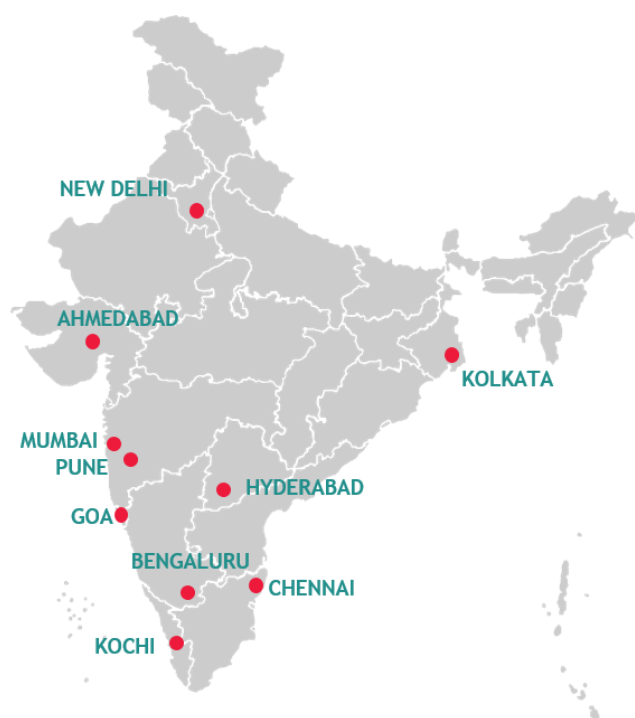 NEW DELHI
AHMEDABAD
KOLKATA
MUMBAI
PUNE
HYDERABAD
GOA
BENGALURU
CHENNAI
KOCHI